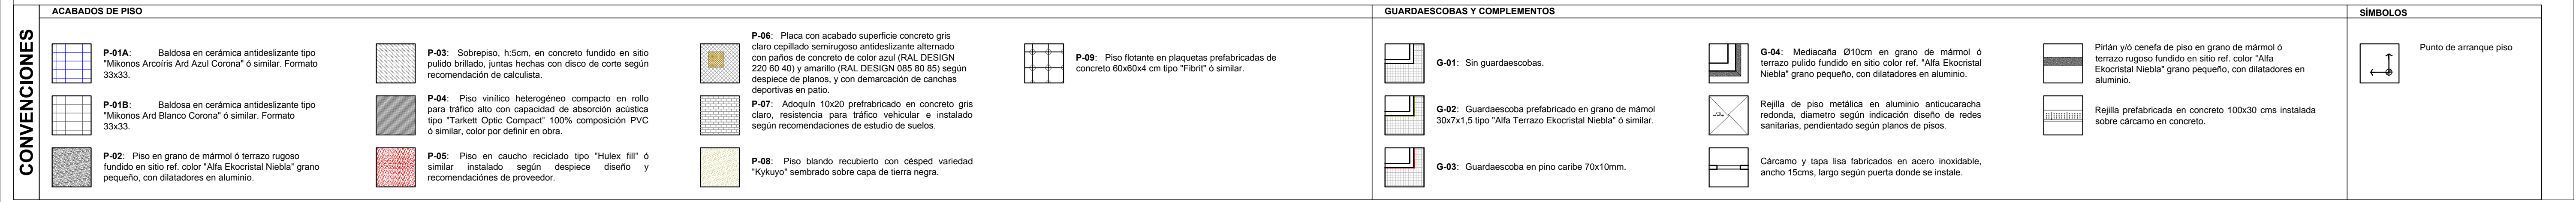 CONVENCIONES
ACABADOS DE PISO
P-01A: Baldosa en cerámica antideslizante tipo
"Mikonos Arcoíris Ard Azul Corona" ó similar. Formato
33x33.
P-01B: Baldosa en cerámica antideslizante tipo
"Mikonos Ard Blanco Corona" ó similar. Formato
33x33.
P-02: Piso en grano de mármol ó terrazo rugoso
fundido en sitio ref. color "Alfa Ekocristal Niebla" grano
pequeño, con dilatadores en aluminio.
P-03: Sobrepiso, h:5cm, en concreto fundido en sitio
pulido brillado, juntas hechas con disco de corte según
recomendación de calculista.
P-04: Piso vinílico heterogéneo compacto en rollo
para tráfico alto con capacidad de absorción acústica
tipo "Tarkett Optic Compact" 100% composición PVC
ó similar, color por definir en obra.
P-05: Piso en caucho reciclado tipo "Hulex fill" ó
similar instalado según despiece diseño y
recomendaciónes de proveedor.
P-06: Placa con acabado superficie concreto gris
claro cepillado semirugoso antideslizante alternado
con paños de concreto de color azul (RAL DESIGN
220 60 40) y amarillo (RAL DESIGN 085 80 85) según
despiece de planos, y con demarcación de canchas
deportivas en patio.
P-07: Adoquín 10x20 prefabricado en concreto gris
claro, resistencia para tráfico vehicular e instalado
según recomendaciones de estudio de suelos.
P-08: Piso blando recubierto con césped variedad
"Kykuyo" sembrado sobre capa de tierra negra.
P-09: Piso flotante en plaquetas prefabricadas de
concreto 60x60x4 cm tipo "Fibrit" ó similar.
GUARDAESCOBAS Y COMPLEMENTOS
G-01: Sin guardaescobas.
G-02: Guardaescoba prefabricado en grano de mámol
30x7x1,5 tipo "Alfa Terrazo Ekocristal Niebla" ó similar.
G-03: Guardaescoba en pino caribe 70x10mm.
G-04: Mediacaña Ø10cm en grano de mármol ó
terrazo pulido fundido en sitio color ref. "Alfa Ekocristal
Niebla" grano pequeño, con dilatadores en aluminio.
Rejilla de piso metálica en aluminio anticucaracha
redonda, diametro según indicación diseño de redes
sanitarias, pendientado según planos de pisos.
Cárcamo y tapa lisa fabricados en acero inoxidable,
ancho 15cms, largo según puerta donde se instale.
Pirlán y/ó cenefa de piso en grano de mármol ó
terrazo rugoso fundido en sitio ref. color "Alfa
Ekocristal Niebla" grano pequeño, con dilatadores en
aluminio.
Rejilla prefabricada en concreto 100x30 cms instalada
sobre cárcamo en concreto.
SÍMBOLOS
Punto de arranque piso